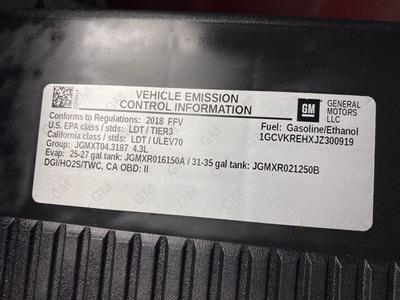 VEHICLE EMISSION
CONTROL INFORMATION
GM
GENERAL
MOTORS
LLC
Conforms to Regulations: 2018 FFV
U.S. EPA class / stds: LDT / TIER3
California class / stds: LDT / ULEV70
Group: JGMXT04.3187 4.3L
Evap: 25-27 gal tank: JGMXR016150A / 31-35 gal tank: JGMXR021250B
DGI/HO2S/TWC, CA OBD: II
Fuel: Gasoline/Ethanol
1GCVKREHXJZ300919